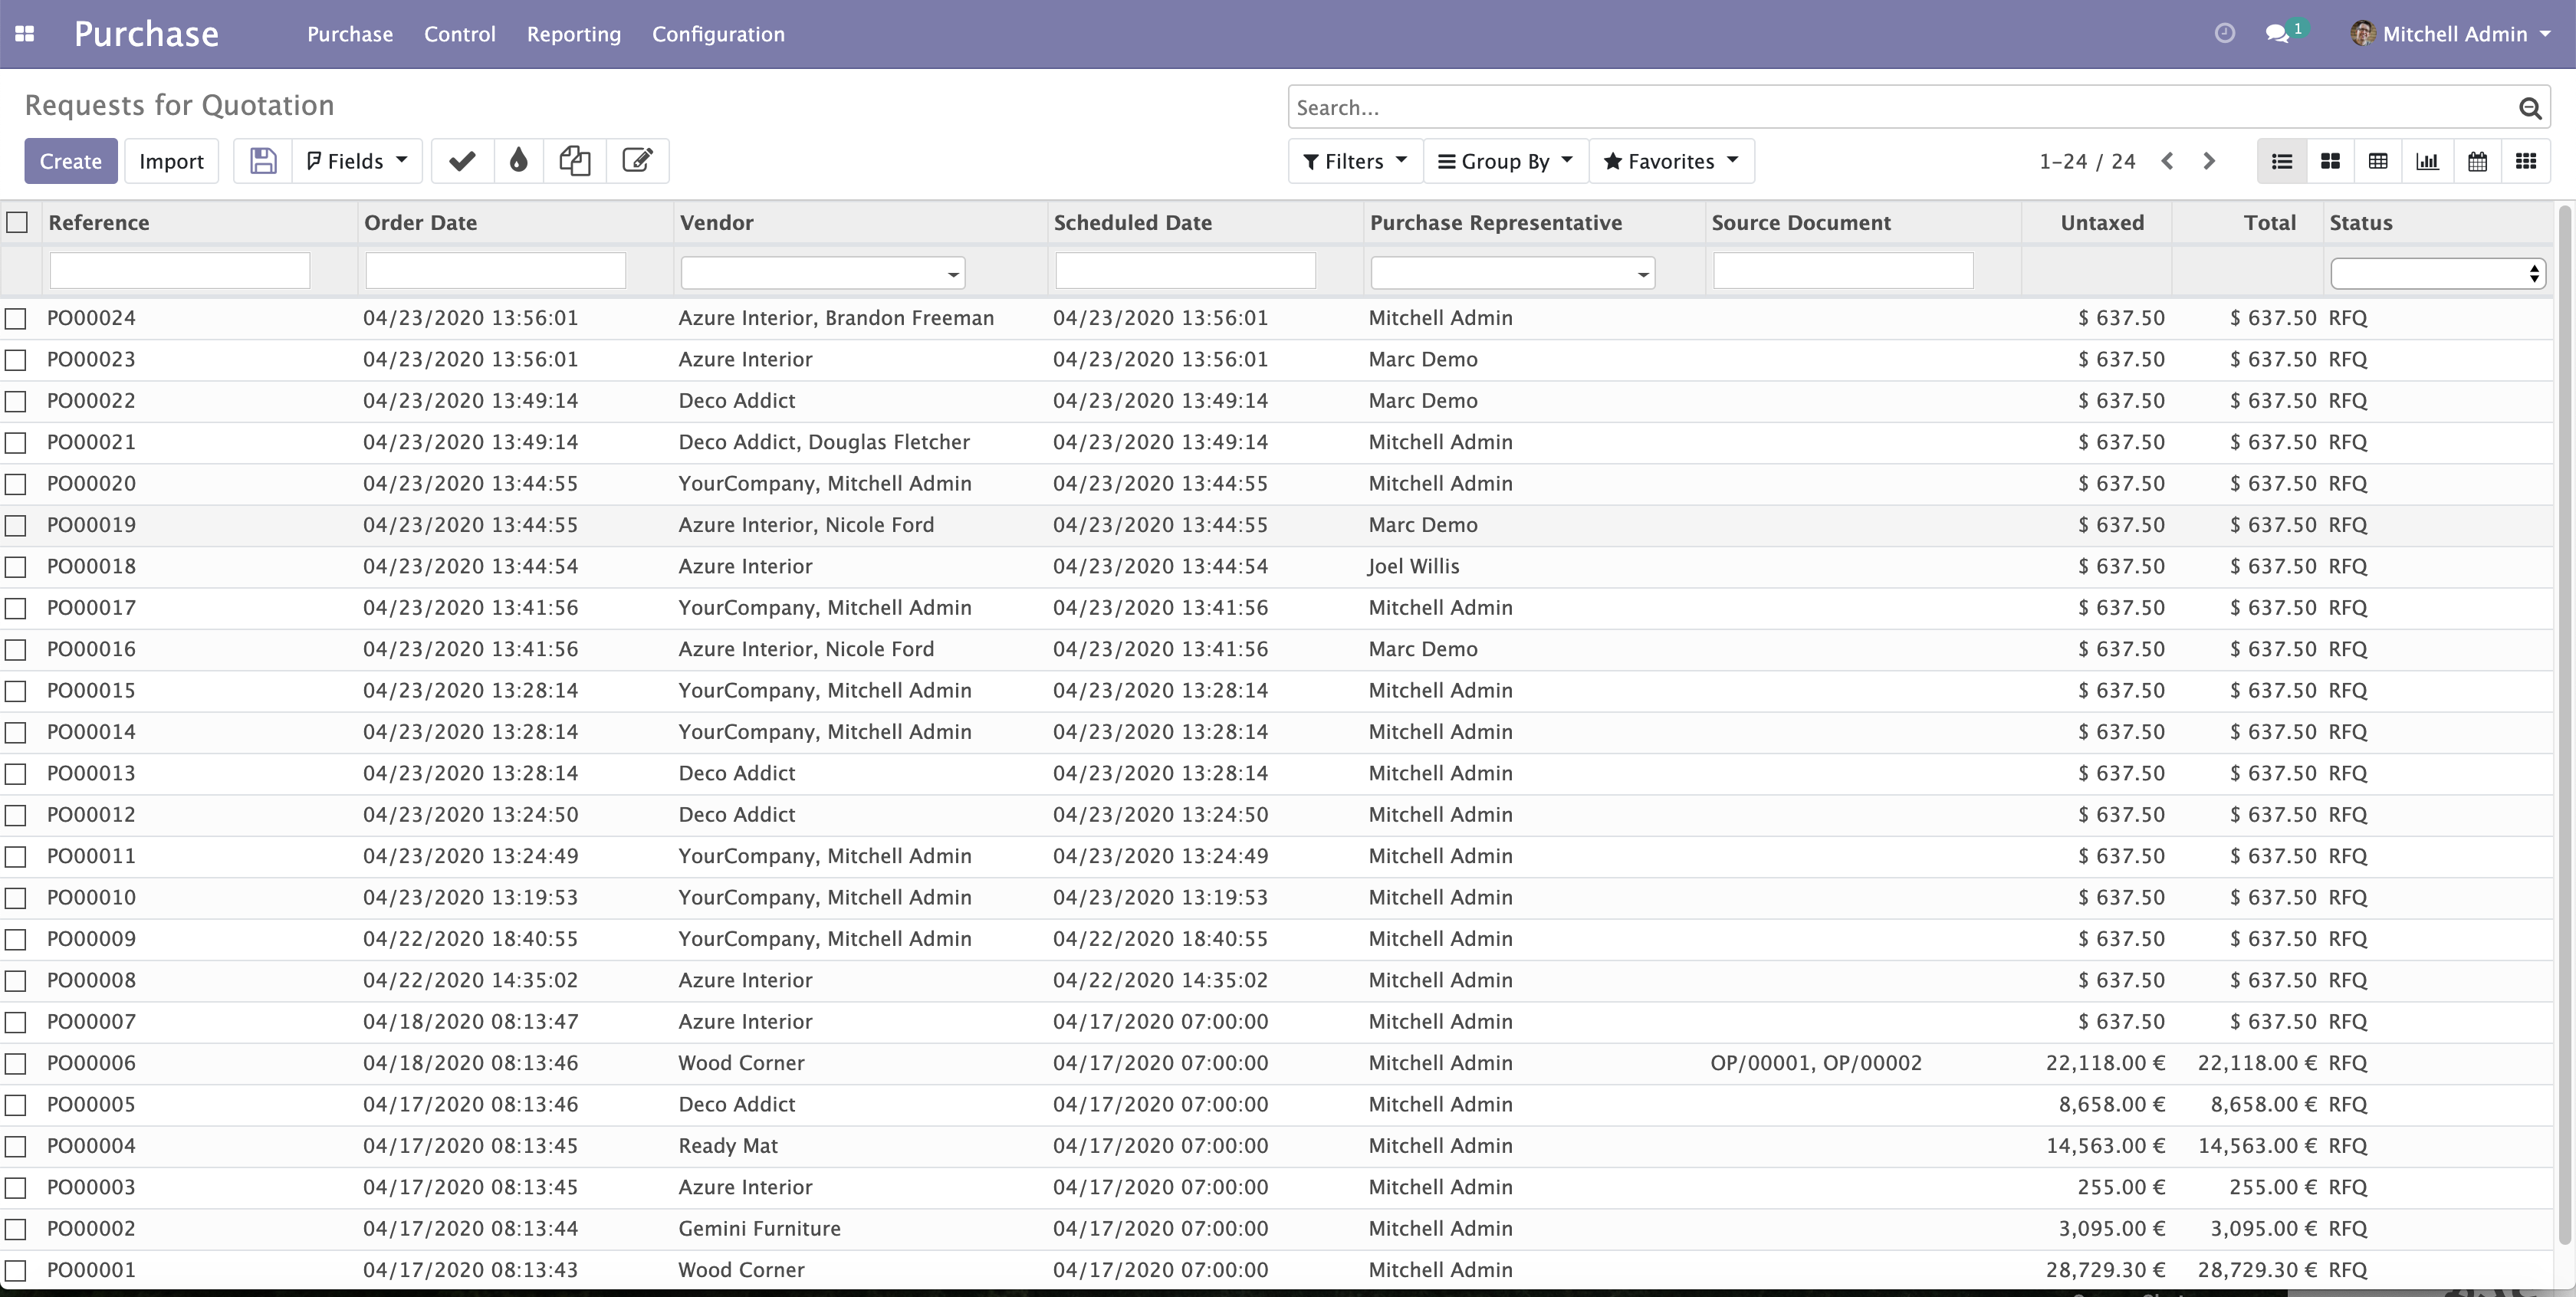 Purchase Purchase Control Reporting Configuration 1 Mitchell Admin
Requests for Quotation Search...
Create Import Fields Filters Group By Favorites 1-24 / 24
Reference Order Date Vendor Scheduled Date Purchase Representative Source Document Untaxed Total Status
PO00024 04/23/2020 13:56:01 Azure Interior, Brandon Freeman 04/23/2020 13:56:01 Mitchell Admin $ 637.50 $ 637.50 RFQ
PO00023 04/23/2020 13:56:01 Azure Interior 04/23/2020 13:56:01 Marc Demo $ 637.50 $ 637.50 RFQ
PO00022 04/23/2020 13:49:14 Deco Addict 04/23/2020 13:49:14 Marc Demo $ 637.50 $ 637.50 RFQ
PO00021 04/23/2020 13:49:14 Deco Addict, Douglas Fletcher 04/23/2020 13:49:14 Mitchell Admin $ 637.50 $ 637.50 RFQ
PO00020 04/23/2020 13:44:55 YourCompany, Mitchell Admin 04/23/2020 13:44:55 Mitchell Admin $ 637.50 $ 637.50 RFQ
PO00019 04/23/2020 13:44:55 Azure Interior, Nicole Ford 04/23/2020 13:44:55 Marc Demo $ 637.50 $ 637.50 RFQ
PO00018 04/23/2020 13:44:54 Azure Interior 04/23/2020 13:44:54 Joel Willis $ 637.50 $ 637.50 RFQ
PO00017 04/23/2020 13:41:56 YourCompany, Mitchell Admin 04/23/2020 13:41:56 Mitchell Admin $ 637.50 $ 637.50 RFQ
PO00016 04/23/2020 13:41:56 Azure Interior, Nicole Ford 04/23/2020 13:41:56 Marc Demo $ 637.50 $ 637.50 RFQ
PO00015 04/23/2020 13:28:14 YourCompany, Mitchell Admin 04/23/2020 13:28:14 Mitchell Admin $ 637.50 $ 637.50 RFQ
PO00014 04/23/2020 13:28:14 YourCompany, Mitchell Admin 04/23/2020 13:28:14 Mitchell Admin $ 637.50 $ 637.50 RFQ
PO00013 04/23/2020 13:28:14 Deco Addict 04/23/2020 13:28:14 Mitchell Admin $ 637.50 $ 637.50 RFQ
PO00012 04/23/2020 13:24:50 Deco Addict 04/23/2020 13:24:50 Mitchell Admin $ 637.50 $ 637.50 RFQ
PO00011 04/23/2020 13:24:49 YourCompany, Mitchell Admin 04/23/2020 13:24:49 Mitchell Admin $ 637.50 $ 637.50 RFQ
PO00010 04/23/2020 13:19:53 YourCompany, Mitchell Admin 04/23/2020 13:19:53 Mitchell Admin $ 637.50 $ 637.50 RFQ
PO00009 04/22/2020 18:40:55 YourCompany, Mitchell Admin 04/22/2020 18:40:55 Mitchell Admin $ 637.50 $ 637.50 RFQ
PO00008 04/22/2020 14:35:02 Azure Interior 04/22/2020 14:35:02 Mitchell Admin $ 637.50 $ 637.50 RFQ
PO00007 04/18/2020 08:13:47 Azure Interior 04/17/2020 07:00:00 Mitchell Admin $ 637.50 $ 637.50 RFQ
PO00006 04/18/2020 08:13:46 Wood Corner 04/17/2020 07:00:00 Mitchell Admin OP/00001, OP/00002 22,118.00 € 22,118.00 € RFQ
PO00005 04/17/2020 08:13:46 Deco Addict 04/17/2020 07:00:00 Mitchell Admin 8,658.00 € 8,658.00 € RFQ
PO00004 04/17/2020 08:13:45 Ready Mat 04/17/2020 07:00:00 Mitchell Admin 14,563.00 € 14,563.00 € RFQ
PO00003 04/17/2020 08:13:45 Azure Interior 04/17/2020 07:00:00 Mitchell Admin 255.00 € 255.00 € RFQ
PO00002 04/17/2020 08:13:44 Gemini Furniture 04/17/2020 07:00:00 Mitchell Admin 3,095.00 € 3,095.00 € RFQ
PO00001 04/17/2020 08:13:43 Wood Corner 04/17/2020 07:00:00 Mitchell Admin 28,729.30 € 28,729.30 € RFQ